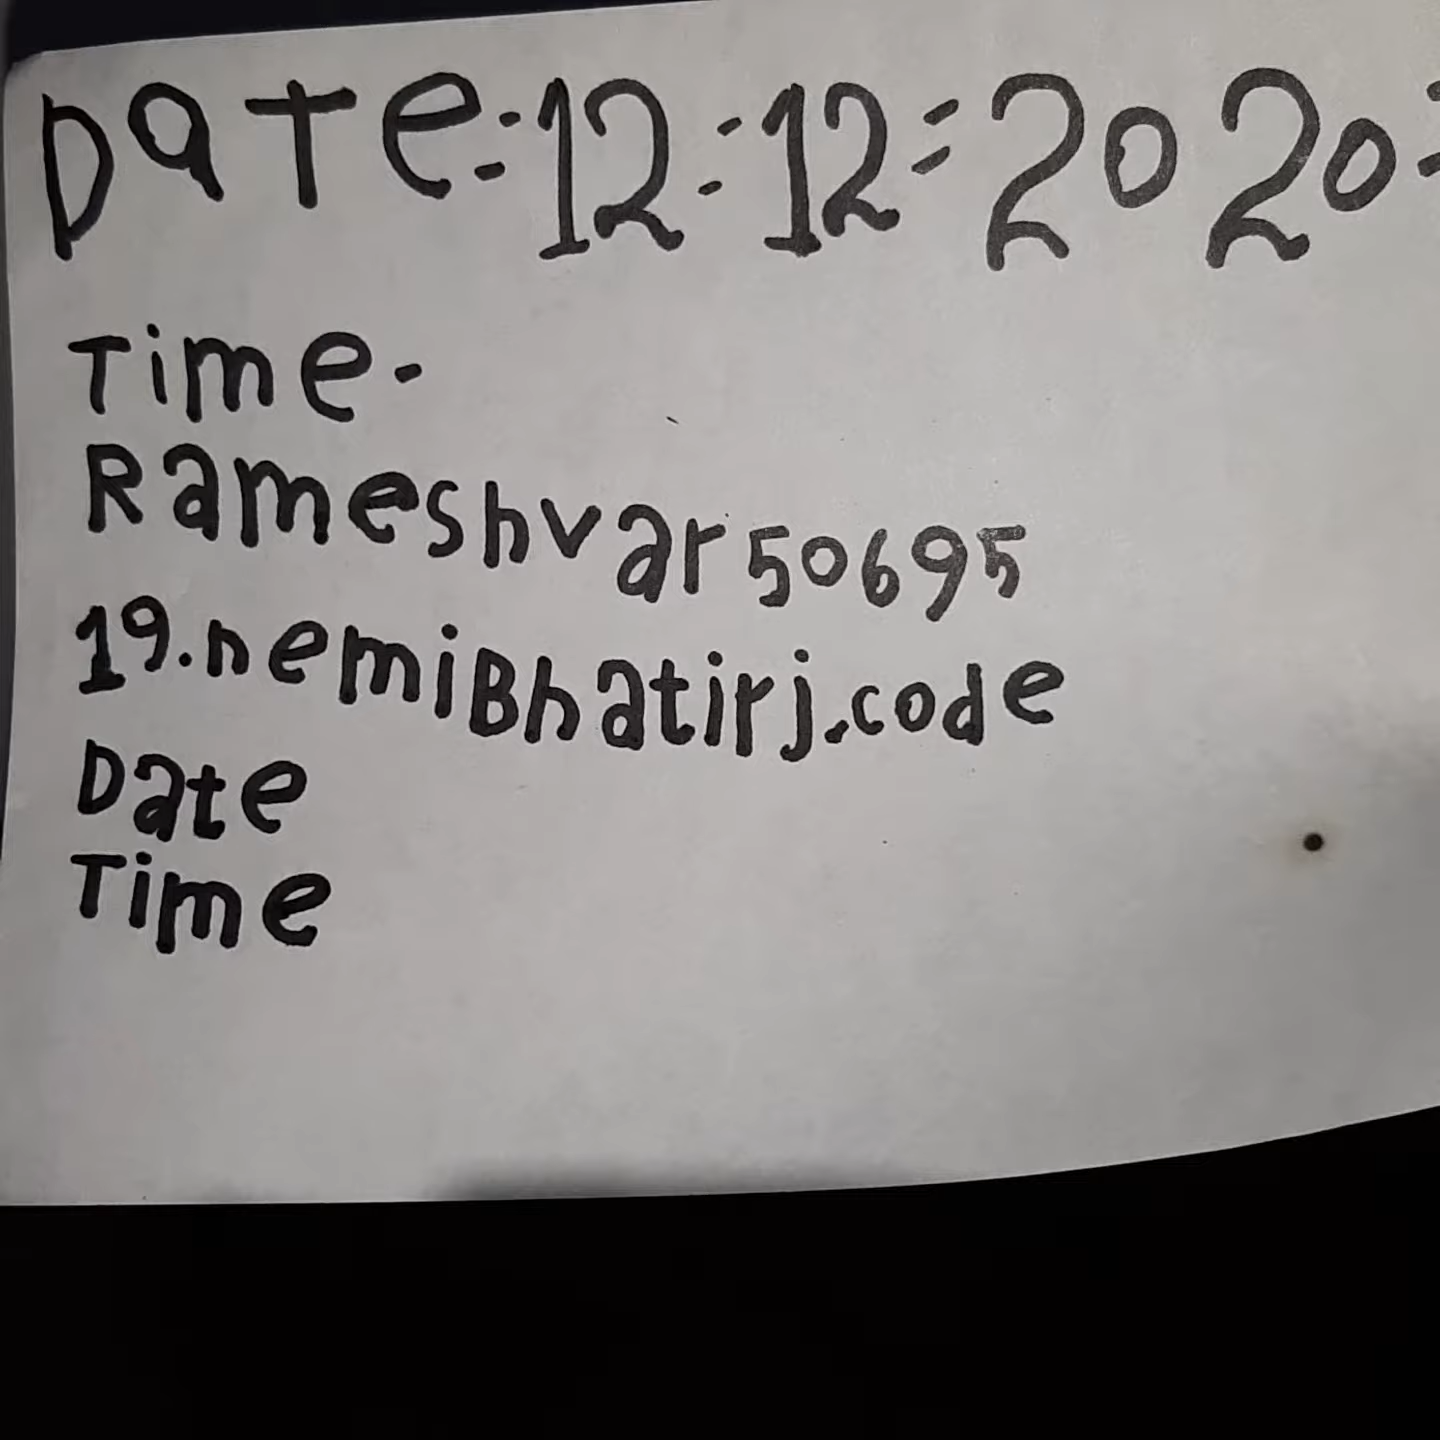 Date:12:12=2020=
Time.
Rameshvar50695
19.nemiBhatirj.code
Date
Time